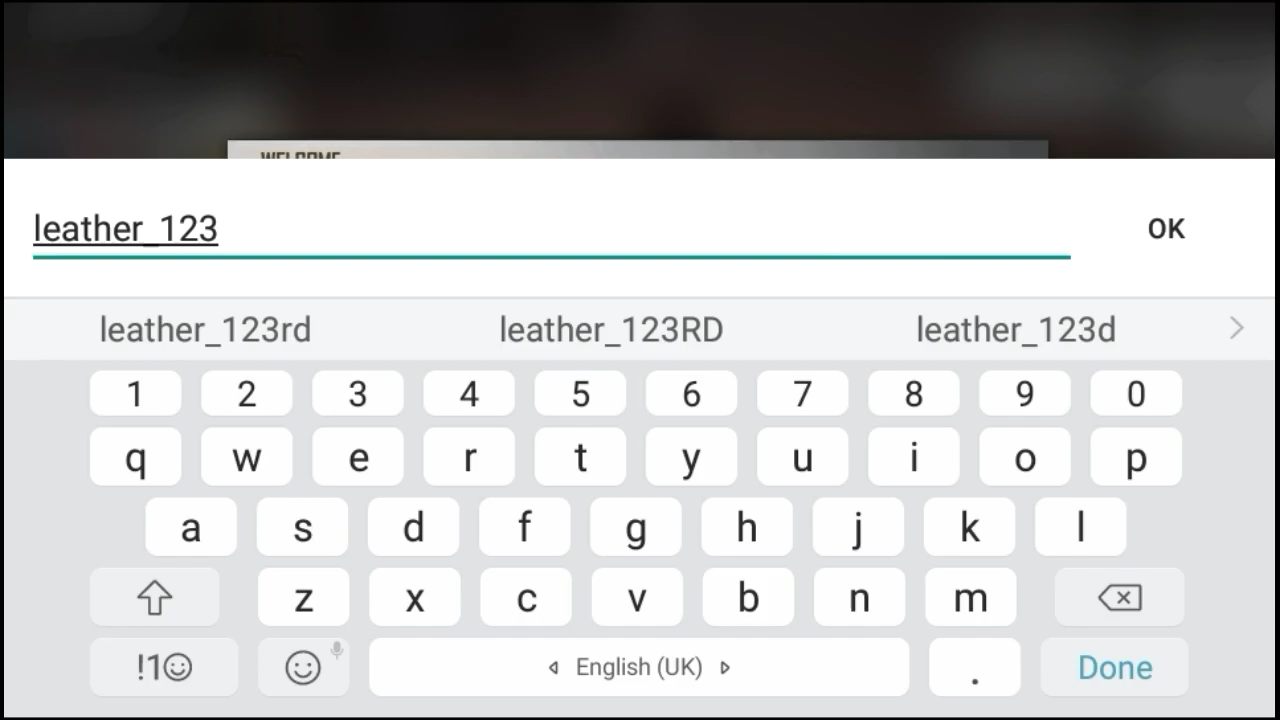 WELCOME
leather_123
OK
leather_123rd leather_123RD leather_123d
1 2 3 4 5 6 7 8 9 0
q w e r t y u i o p
a s d f g h j k l
z x c v b n m
!1☺ English (UK) . Done